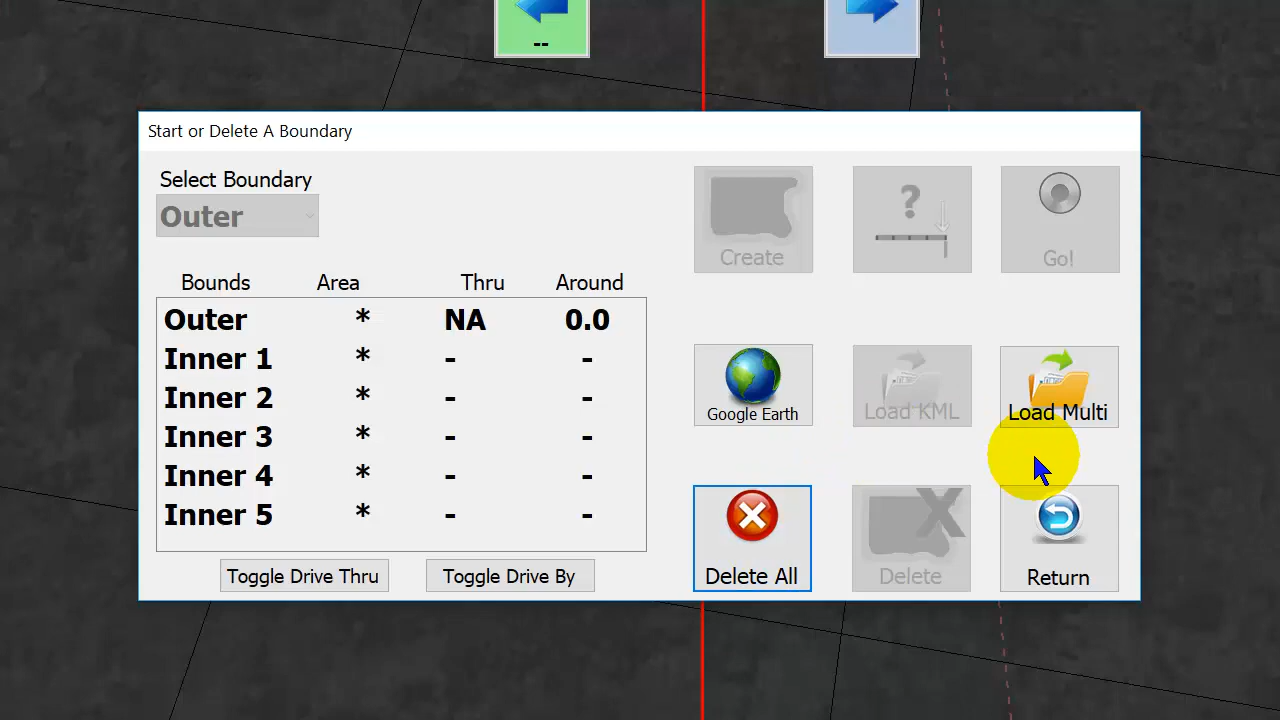 --
Start or Delete A Boundary
Select Boundary
Outer
Bounds Area Thru Around
Outer * NA 0.0
Inner 1 * - -
Inner 2 * - -
Inner 3 * - -
Inner 4 * - -
Inner 5 * - -
Toggle Drive Thru
Toggle Drive By
Create
?
Go!
Google Earth
Load KML
Load Multi
Delete All
Delete
Return